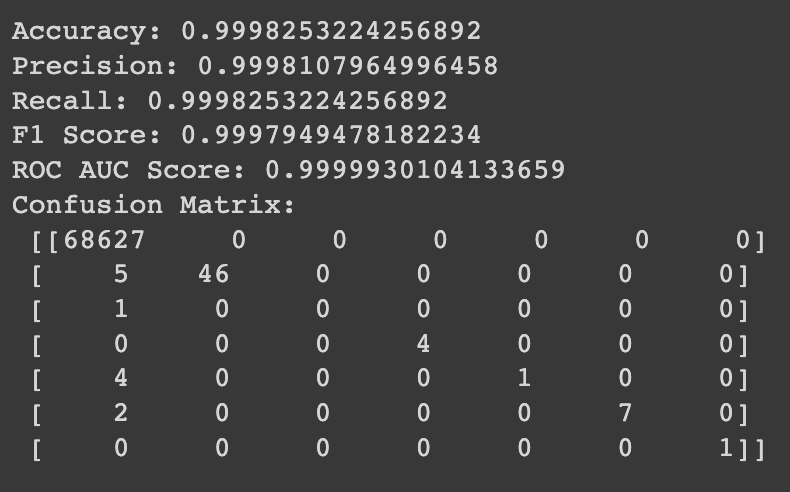 Accuracy: 0.9998253224256892
Precision: 0.9998107964996458
Recall: 0.9998253224256892
F1 Score: 0.9997949478182234
ROC AUC Score: 0.9999930104133659
Confusion Matrix:
 [[68627     0     0     0     0     0     0]
 [    5    46     0     0     0     0     0]
 [    1     0     0     0     0     0     0]
 [    0     0     0     4     0     0     0]
 [    4     0     0     0     1     0     0]
 [    2     0     0     0     0     7     0]
 [    0     0     0     0     0     0     1]]